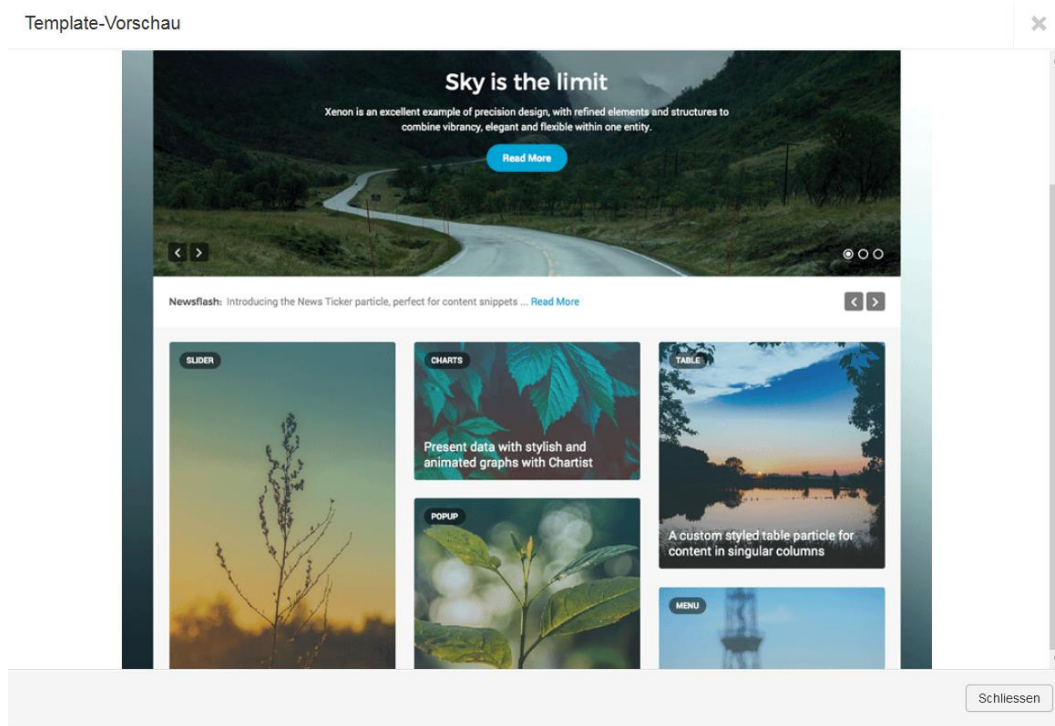 Template-Vorschau
Sky is the limit
Xenon is an excellent example of precision design, with refined elements and structures to
combine vibrancy, elegant and flexible within one entity.
Read More
Newsflash: Introducing the News Ticker particle, perfect for content snippets ... Read More
SLIDER
CHARTS
Present data with stylish and
animated graphs with Chartist
POPUP
TABLE
A custom styled table particle for
content in singular columns
MENU
Schliessen